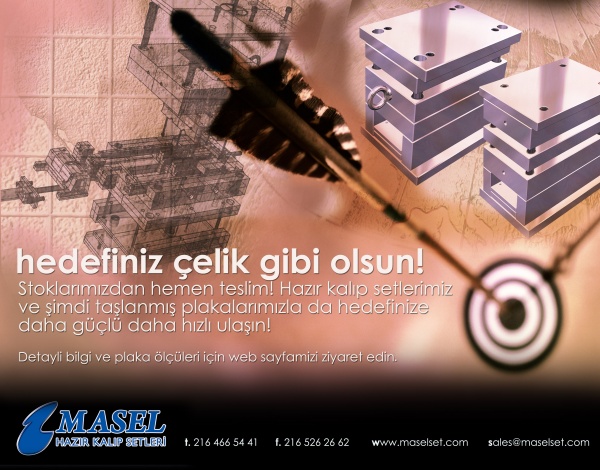 hedefiniz çelik gibi olsun!
Stoklarımızdan hemen teslim! Hazır kalıp setlerimiz
ve şimdi taşlanmış plakalarımızla da hedefinize
daha güçlü daha hızlı ulaşın!
Detayli bilgi ve plaka ölçüleri için web sayfamizi ziyaret edin.
MASEL
HAZIR KALIP SETLERİ
t. 216 466 54 41 f. 216 526 26 62 www.maselset.com sales@maselset.com